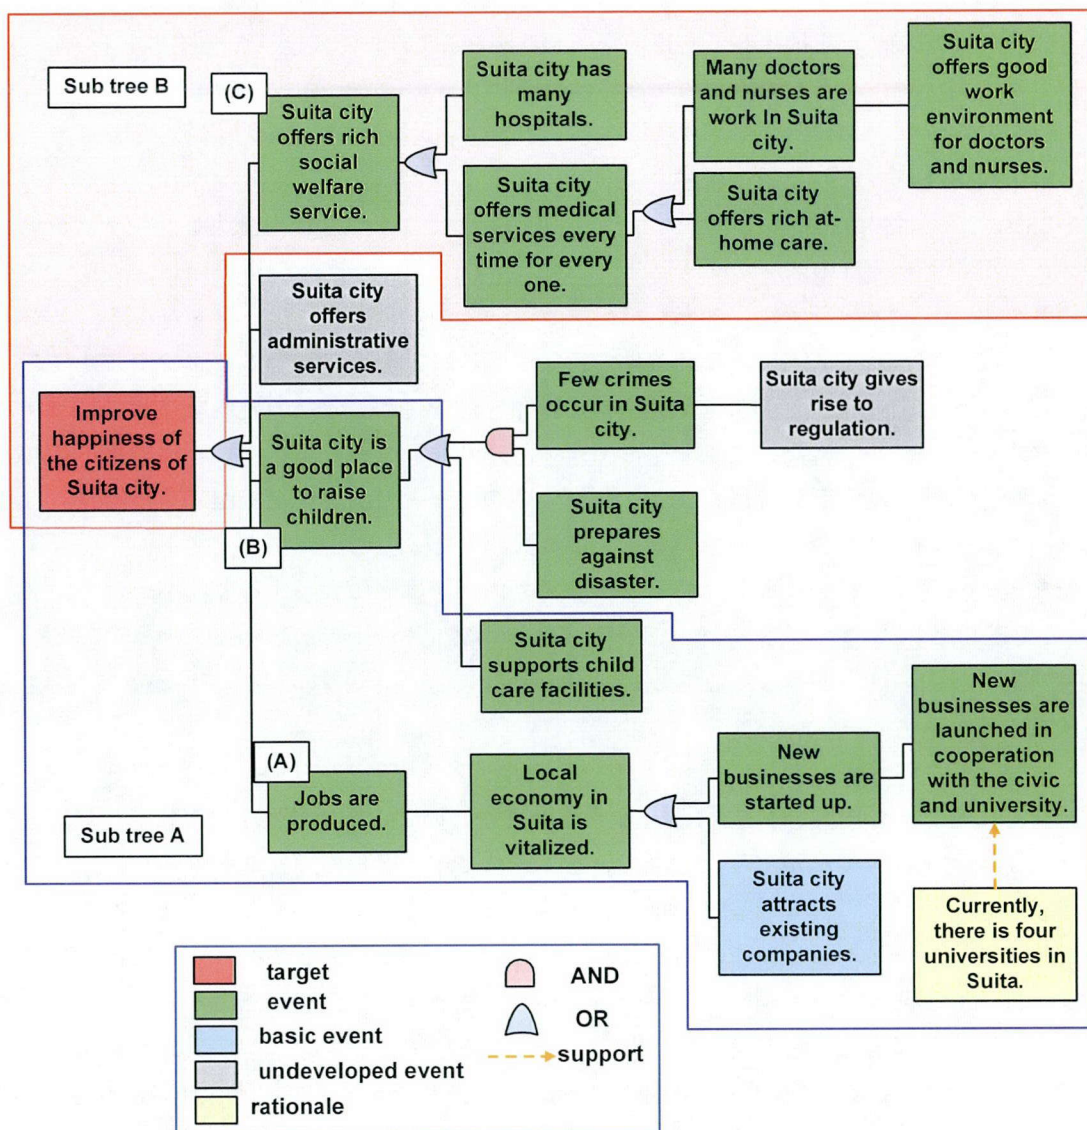 Sub tree B
(C)
Suita city
offers rich
social
welfare
service.
Suita city has
many
hospitals.
Many doctors
and nurses are
work In Suita
city.
Suita city
offers good
work
environment
for doctors
and nurses.
Suita city
offers medical
services every
time for every
one.
Suita city
offers rich at-
home care.
Suita city
offers
administrative
services.
Improve
happiness of
the citizens of
Suita city.
Suita city is
a good place
to raise
children.
(B)
Few crimes
occur in Suita
city.
Suita city gives
rise to
regulation.
Suita city
prepares
against
disaster.
Suita city
supports child
care facilities.
(A)
Jobs are
produced.
Local
economy in
Suita is
vitalized.
New
businesses are
started up.
New
businesses are
launched in
cooperation
with the civic
and university.
Sub tree A
Suita city
attracts
existing
companies.
Currently,
there is four
universities in
Suita.
target
event
basic event
undeveloped event
rationale
AND
OR
support